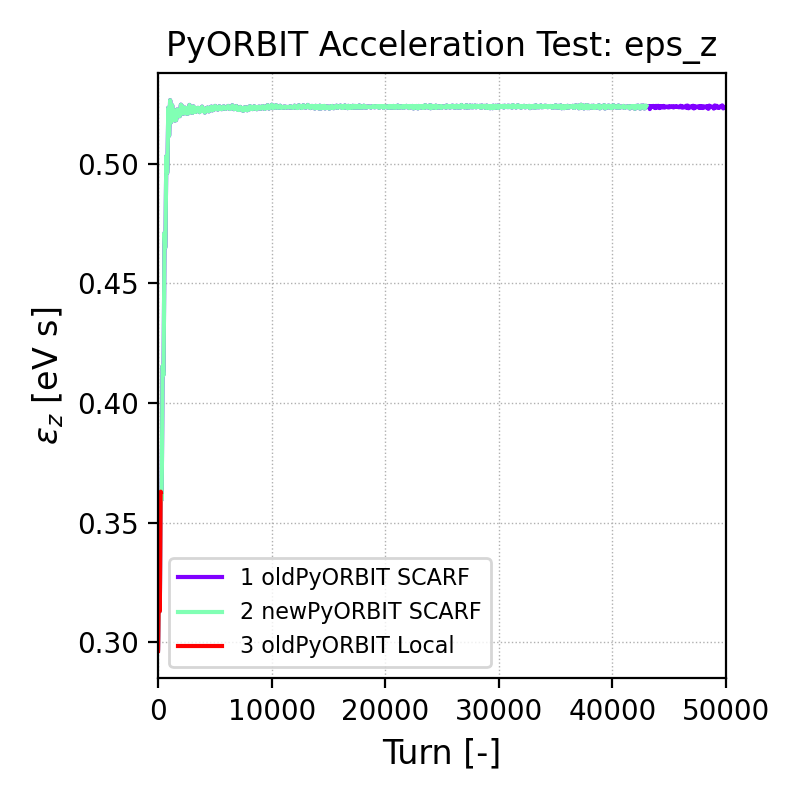 PyORBIT Acceleration Test: eps_z
0.50
0.45
0.40
0.35
0.30
ε_z [eV s]
1 oldPyORBIT SCARF
2 newPyORBIT SCARF
3 oldPyORBIT Local
0 10000 20000 30000 40000 50000
Turn [-]